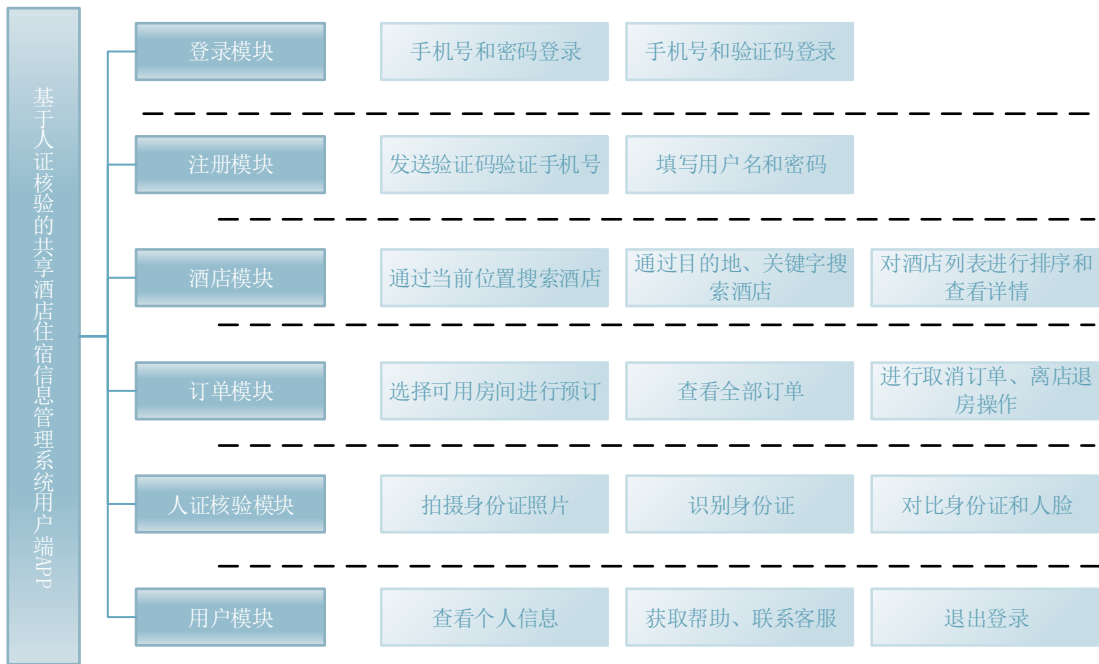 基于人证核验的共享酒店住宿信息管理系统用户端APP
登录模块
手机号和密码登录
手机号和验证码登录
注册模块
发送验证码验证手机号
填写用户名和密码
酒店模块
通过当前位置搜索酒店
通过目的地、关键字搜
索酒店
对酒店列表进行排序和
查看详情
订单模块
选择可用房间进行预订
查看全部订单
进行取消订单、离店退
房操作
人证核验模块
拍摄身份证照片
识别身份证
对比身份证和人脸
用户模块
查看个人信息
获取帮助、联系客服
退出登录